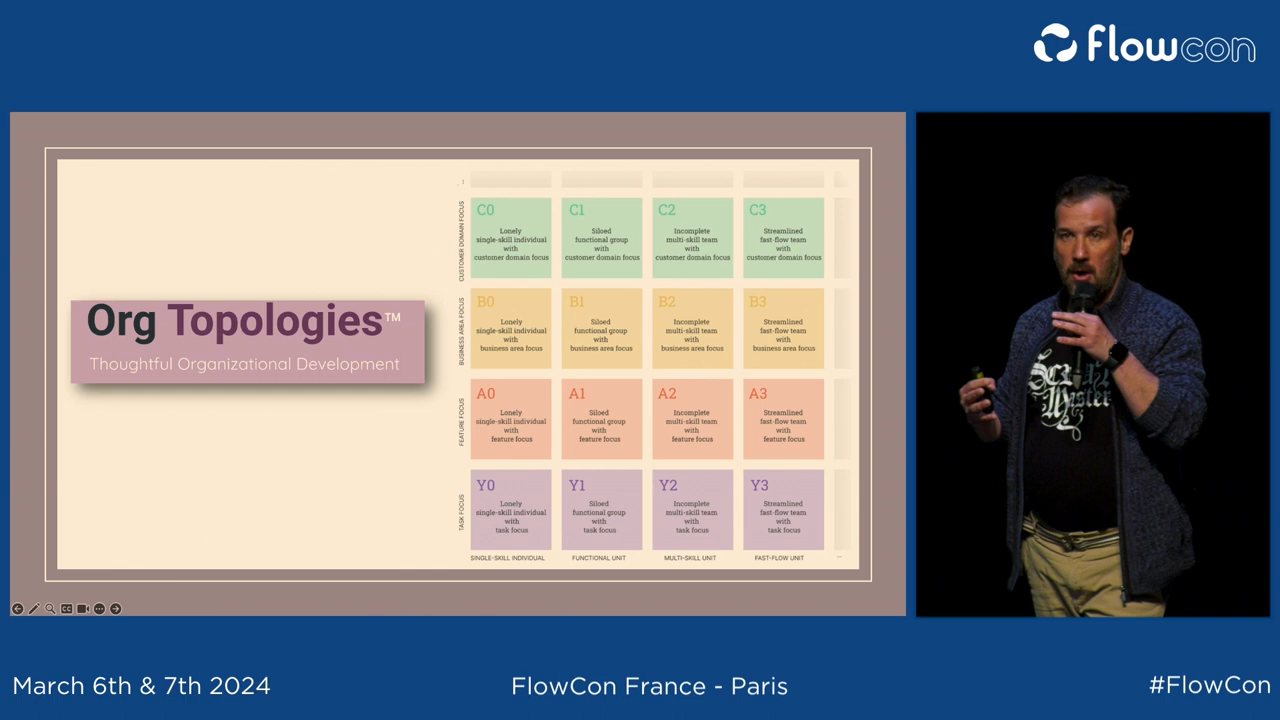 flowcon
Org Topologies™
Thoughtful Organizational Development
CUSTOMER DOMAIN FOCUS
C0
Lonely
single-skill individual
with
customer domain focus
C1
Siloed
functional group
with
customer domain focus
C2
Incomplete
multi-skill team
with
customer domain focus
C3
Streamlined
fast-flow team
with
customer domain focus
BUSINESS AREA FOCUS
B0
Lonely
single-skill individual
with
business area focus
B1
Siloed
functional group
with
business area focus
B2
Incomplete
multi-skill team
with
business area focus
B3
Streamlined
fast-flow team
with
business area focus
FEATURE FOCUS
A0
Lonely
single-skill individual
with
feature focus
A1
Siloed
functional group
with
feature focus
A2
Incomplete
multi-skill team
with
feature focus
A3
Streamlined
fast-flow team
with
feature focus
TASK FOCUS
Y0
Lonely
single-skill individual
with
task focus
Y1
Siloed
functional group
with
task focus
Y2
Incomplete
multi-skill team
with
task focus
Y3
Streamlined
fast-flow team
with
task focus
SINGLE-SKILL INDIVIDUAL
FUNCTIONAL UNIT
MULTI-SKILL UNIT
FAST-FLOW UNIT
...
CC
Scrum
Master
March 6th & 7th 2024
FlowCon France - Paris
#FlowCon